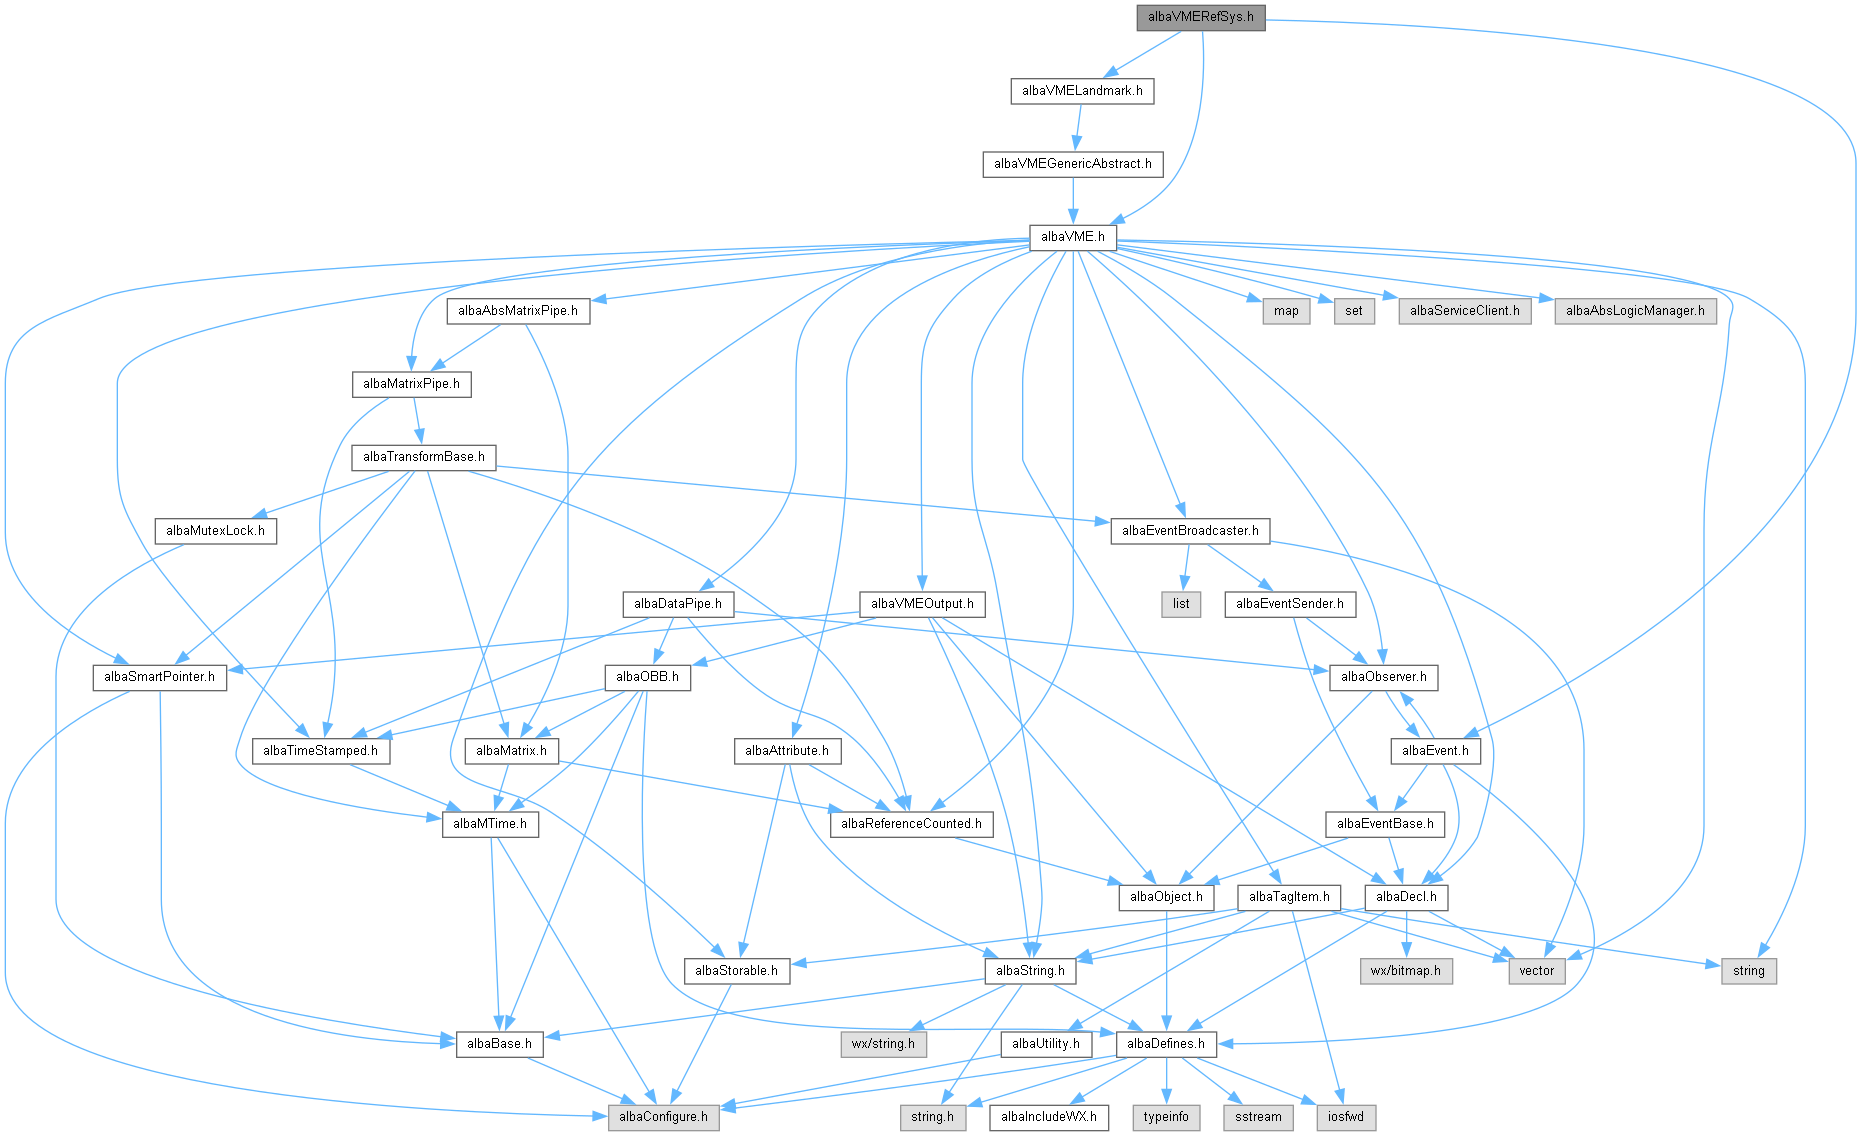 albaVMERefSys.h
albaVMELandmark.h
albaVMEGenericAbstract.h
albaVME.h
albaAbsMatrixPipe.h
map
set
albaServiceClient.h
albaAbsLogicManager.h
albaMatrixPipe.h
albaTransformBase.h
albaMutexLock.h
albaEventBroadcaster.h
albaDataPipe.h
albaVMEOutput.h
list
albaEventSender.h
albaSmartPointer.h
albaOBB.h
albaObserver.h
albaTimeStamped.h
albaMatrix.h
albaAttribute.h
albaEvent.h
albaMTime.h
albaReferenceCounted.h
albaEventBase.h
albaObject.h
albaTagItem.h
albaDecl.h
albaStorable.h
albaString.h
wx/bitmap.h
vector
string
albaBase.h
wx/string.h
albaUtility.h
albaDefines.h
albaConfigure.h
string.h
albaIncludeWX.h
typeinfo
sstream
iosfwd